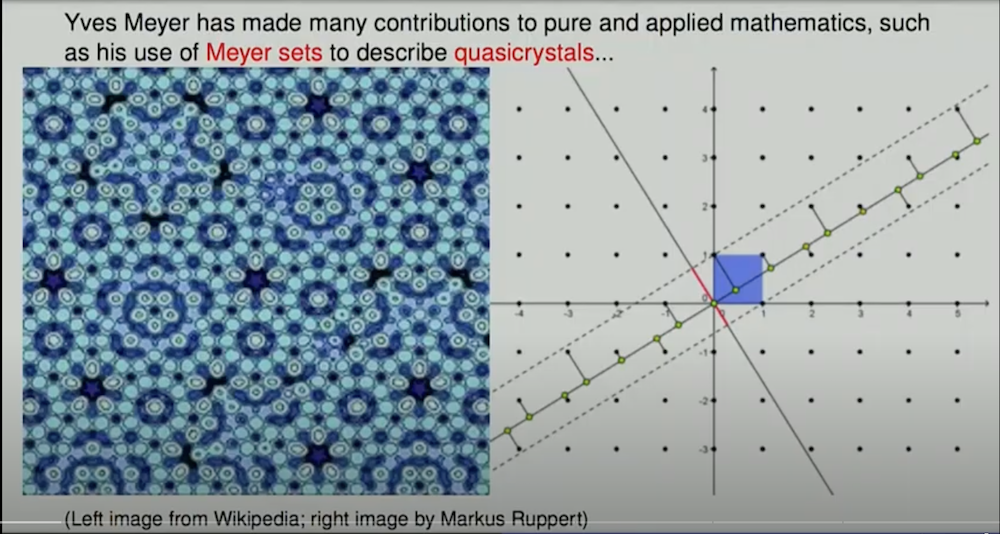 Yves Meyer has made many contributions to pure and applied mathematics, such
as his use of Meyer sets to describe quasicrystals...
4
3
2
1
0
-4 -3 -2 -1 1 2 3 4 5
-1
-2
-3
(Left image from Wikipedia; right image by Markus Ruppert)